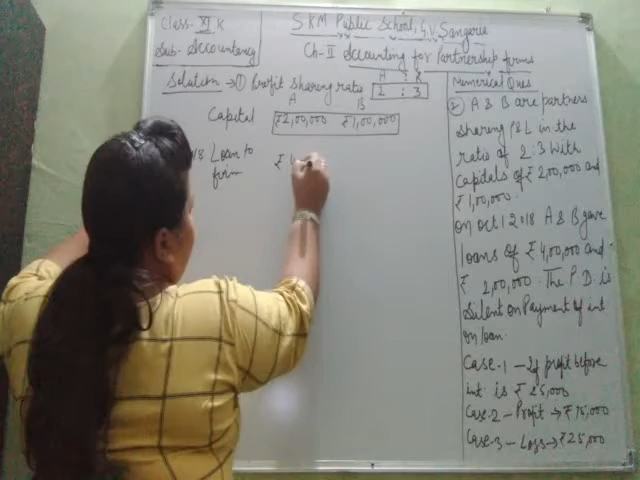 Class- XI K
Sub- Accountancy
S.K.M Public School, G.V, Sangeria
Ch-II Accounting for Partnership firms
Solution → ① Profit Sharing ratio
A : B
2 : 3
A B
Capital ₹2,00,000 ₹1,00,000
18 Loan to
firm ₹
Numerical Ques
② A & B are partners
sharing P&L in the
ratio of 2:3 with
Capitals of ₹ 2,00,000 and
₹ 1,00,000.
on Oct 1 2018 A & B gave
loans of ₹ 4,00,000 and
₹ 2,00,000. The P.D. is
Silent on Payment of int
on loan.
Case-1 — If profit before
int is ₹ 25,000
Case-2 — Profit → ₹ 15,000
Case-3 — Loss → ₹ 25,000